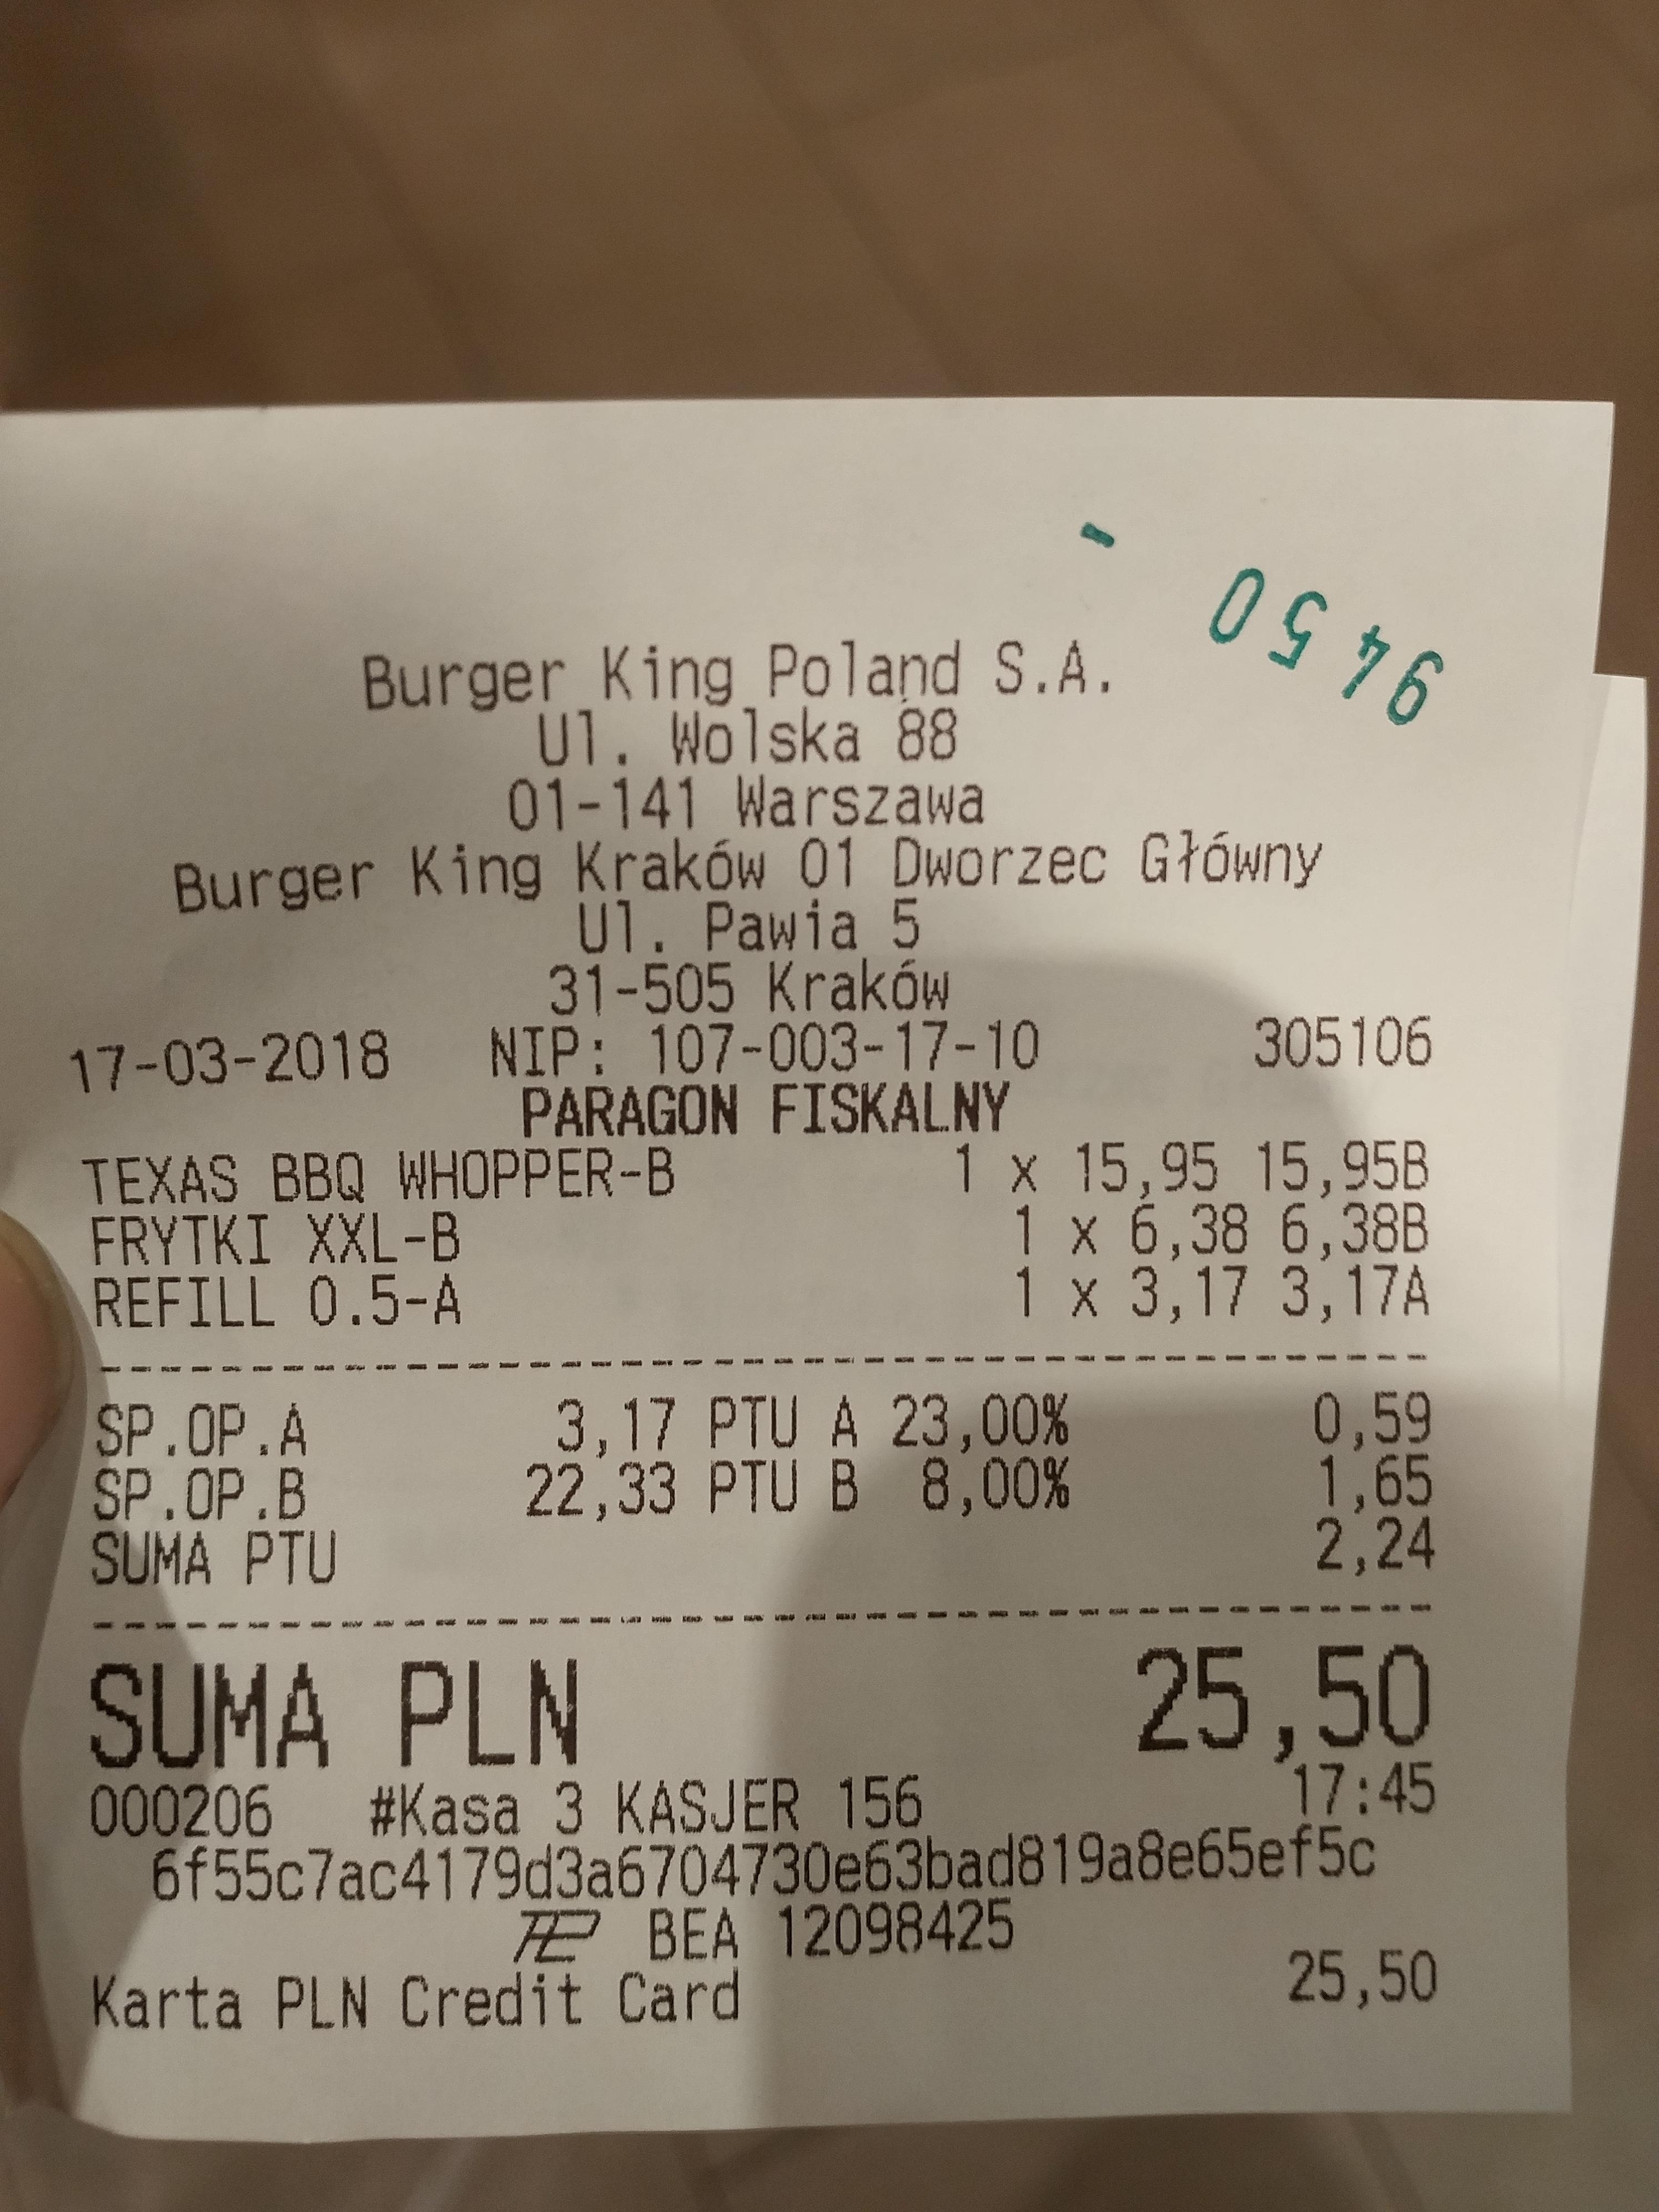 9450 -
Burger King Poland S.A.
Ul. Wolska 88
01-141 Warszawa
Burger King Kraków 01 Dworzec Główny
Ul. Pawia 5
31-505 Kraków
17-03-2018 NIP: 107-003-17-10 305106
PARAGON FISKALNY
TEXAS BBQ WHOPPER-B 1 x 15,95 15,95B
FRYTKI XXL-B 1 x 6,38 6,38B
REFILL 0.5-A 1 x 3,17 3,17A
SP.OP.A 3,17 PTU A 23,00% 0,59
SP.OP.B 22,33 PTU B 8,00% 1,65
SUMA PTU 2,24
SUMA PLN 25,50
000206 #Kasa 3 KASJER 156 17:45
6f55c7ac4179d3a6704730e63bad819a8e65ef5c
BEA 12098425
Karta PLN Credit Card 25,50